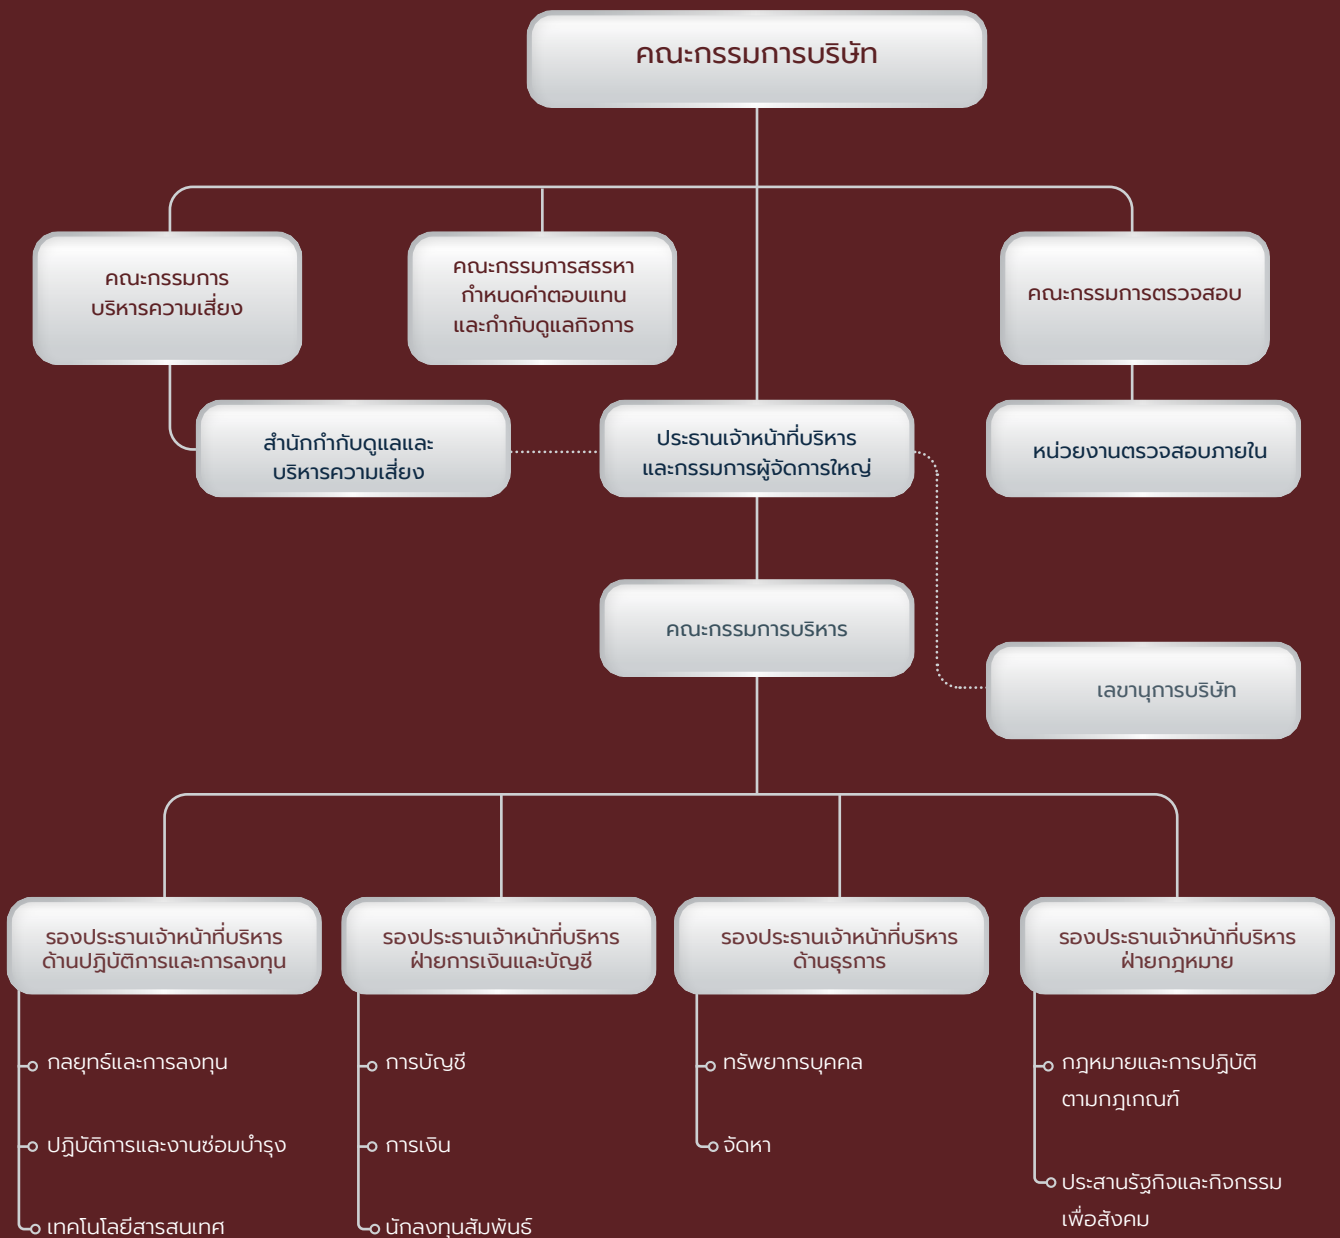 คณะกรรมการบริษัท
คณะกรรมการ
บริหารความเสี่ยง
คณะกรรมการสรรหา
กำหนดค่าตอบแทน
และกำกับดูแลกิจการ
คณะกรรมการตรวจสอบ
สำนักกำกับดูแลและ
บริหารความเสี่ยง
ประธานเจ้าหน้าที่บริหาร
และกรรมการผู้จัดการใหญ่
หน่วยงานตรวจสอบภายใน
คณะกรรมการบริหาร
เลขานุการบริษัท
รองประธานเจ้าหน้าที่บริหาร
ด้านปฏิบัติการและการลงทุน
กลยุทธ์และการลงทุน
ปฏิบัติการและงานซ่อมบำรุง
เทคโนโลยีสารสนเทศ
รองประธานเจ้าหน้าที่บริหาร
ฝ่ายการเงินและบัญชี
การบัญชี
การเงิน
นักลงทุนสัมพันธ์
รองประธานเจ้าหน้าที่บริหาร
ด้านธุรการ
ทรัพยากรบุคคล
จัดหา
รองประธานเจ้าหน้าที่บริหาร
ฝ่ายกฎหมาย
กฎหมายและการปฏิบัติ
ตามกฎเกณฑ์
ประสานรัฐกิจและกิจกรรม
เพื่อสังคม